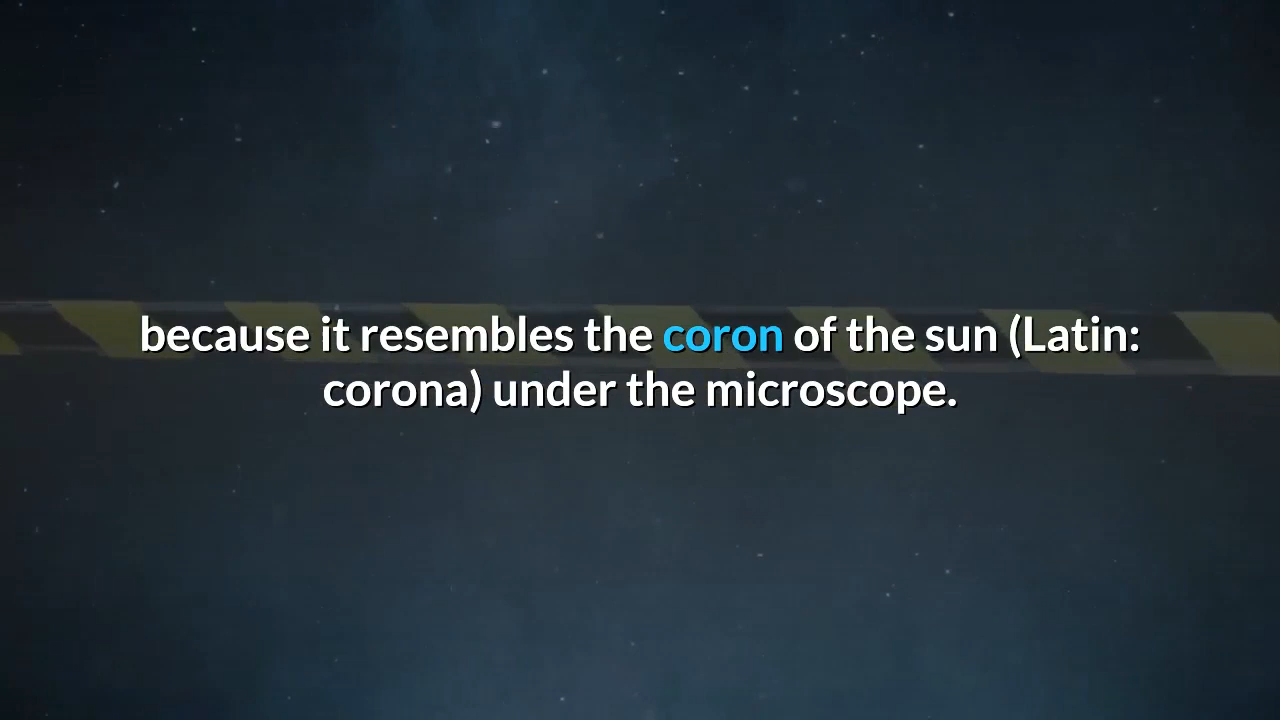 because it resembles the coron of the sun (Latin:
corona) under the microscope.